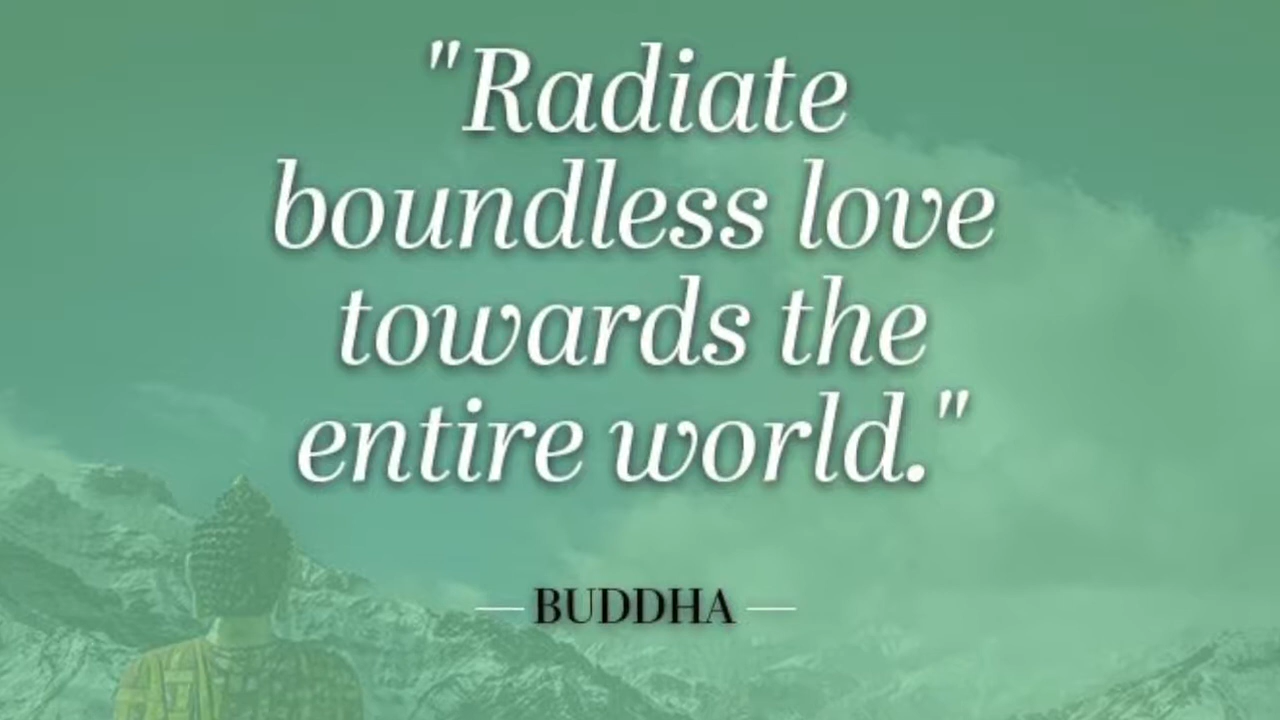 "Radiate
boundless love
towards the
entire world."
— BUDDHA —